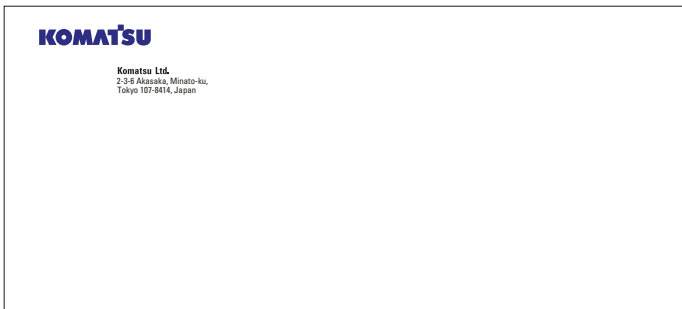 KOMATSU
Komatsu Ltd.
2-3-6 Akasaka, Minato-ku,
Tokyo 107-8414, Japan